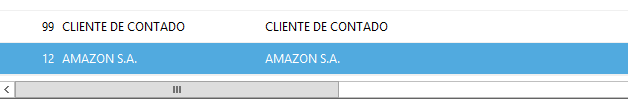 99 CLIENTE DE CONTADO CLIENTE DE CONTADO
12 AMAZON S.A. AMAZON S.A.